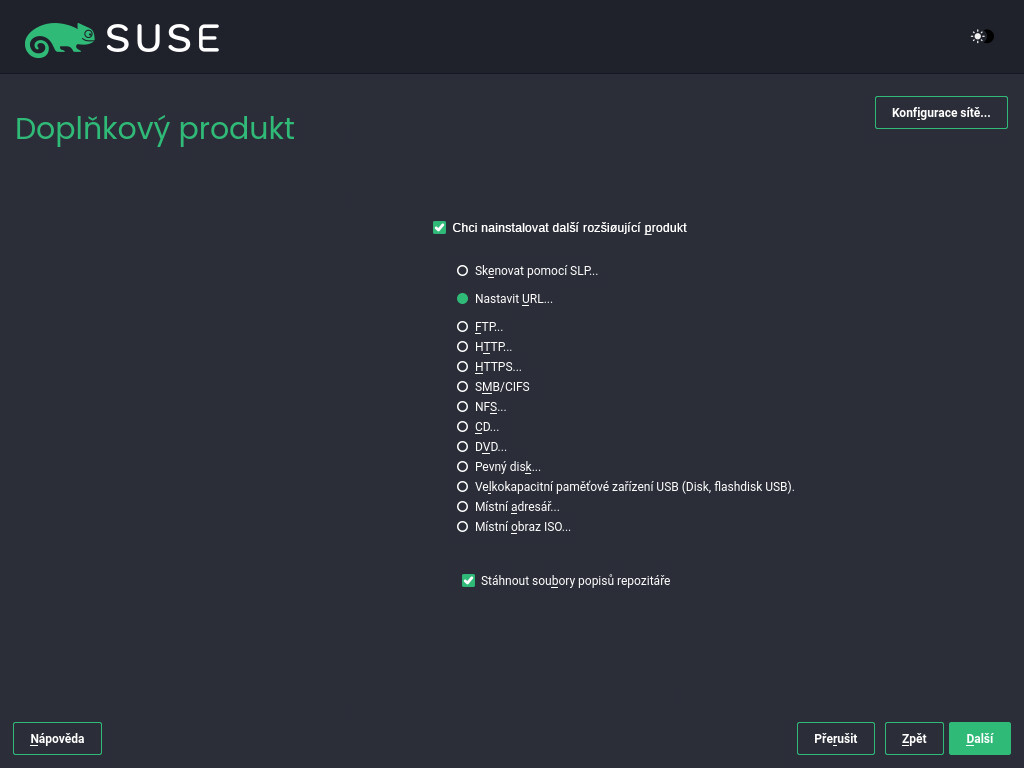 SUSE
Doplňkový produkt
Konfigurace sítě...
Chci nainstalovat další rozšiøující produkt
Skenovat pomocí SLP...
Nastavit URL...
FTP...
HTTP...
HTTPS...
SMB/CIFS
NFS...
CD...
DVD...
Pevný disk...
Velkokapacitní paměťové zařízení USB (Disk, flashdisk USB).
Místní adresář...
Místní obraz ISO...
Stáhnout soubory popisů repozitáře
Nápověda
Přerušit
Zpět
Další